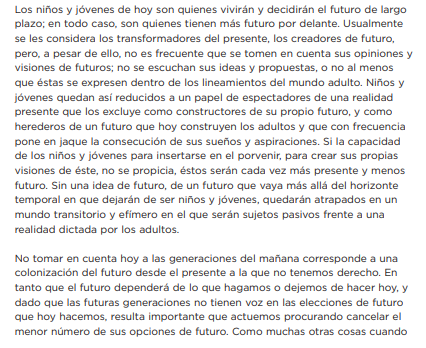 Los niños y jóvenes de hoy son quienes vivirán y decidirán el futuro de largo
plazo; en todo caso, son quienes tienen más futuro por delante. Usualmente
se les considera los transformadores del presente, los creadores de futuro,
pero, a pesar de ello, no es frecuente que se tomen en cuenta sus opiniones y
visiones de futuros; no se escuchan sus ideas y propuestas, o no al menos
que éstas se expresen dentro de los lineamientos del mundo adulto. Niños y
jóvenes quedan así reducidos a un papel de espectadores de una realidad
presente que los excluye como constructores de su propio futuro, y como
herederos de un futuro que hoy construyen los adultos y que con frecuencia
pone en jaque la consecución de sus sueños y aspiraciones. Si la capacidad
de los niños y jóvenes para insertarse en el porvenir, para crear sus propias
visiones de éste, no se propicia, éstos serán cada vez más presente y menos
futuro. Sin una idea de futuro, de un futuro que vaya más allá del horizonte
temporal en que dejarán de ser niños y jóvenes, quedarán atrapados en un
mundo transitorio y efímero en el que serán sujetos pasivos frente a una
realidad dictada por los adultos.
No tomar en cuenta hoy a las generaciones del mañana corresponde a una
colonización del futuro desde el presente a la que no tenemos derecho. En
tanto que el futuro dependerá de lo que hagamos o dejemos de hacer hoy, y
dado que las futuras generaciones no tienen voz en las elecciones de futuro
que hoy hacemos, resulta importante que actuemos procurando cancelar el
menor número de sus opciones de futuro. Como muchas otras cosas cuando